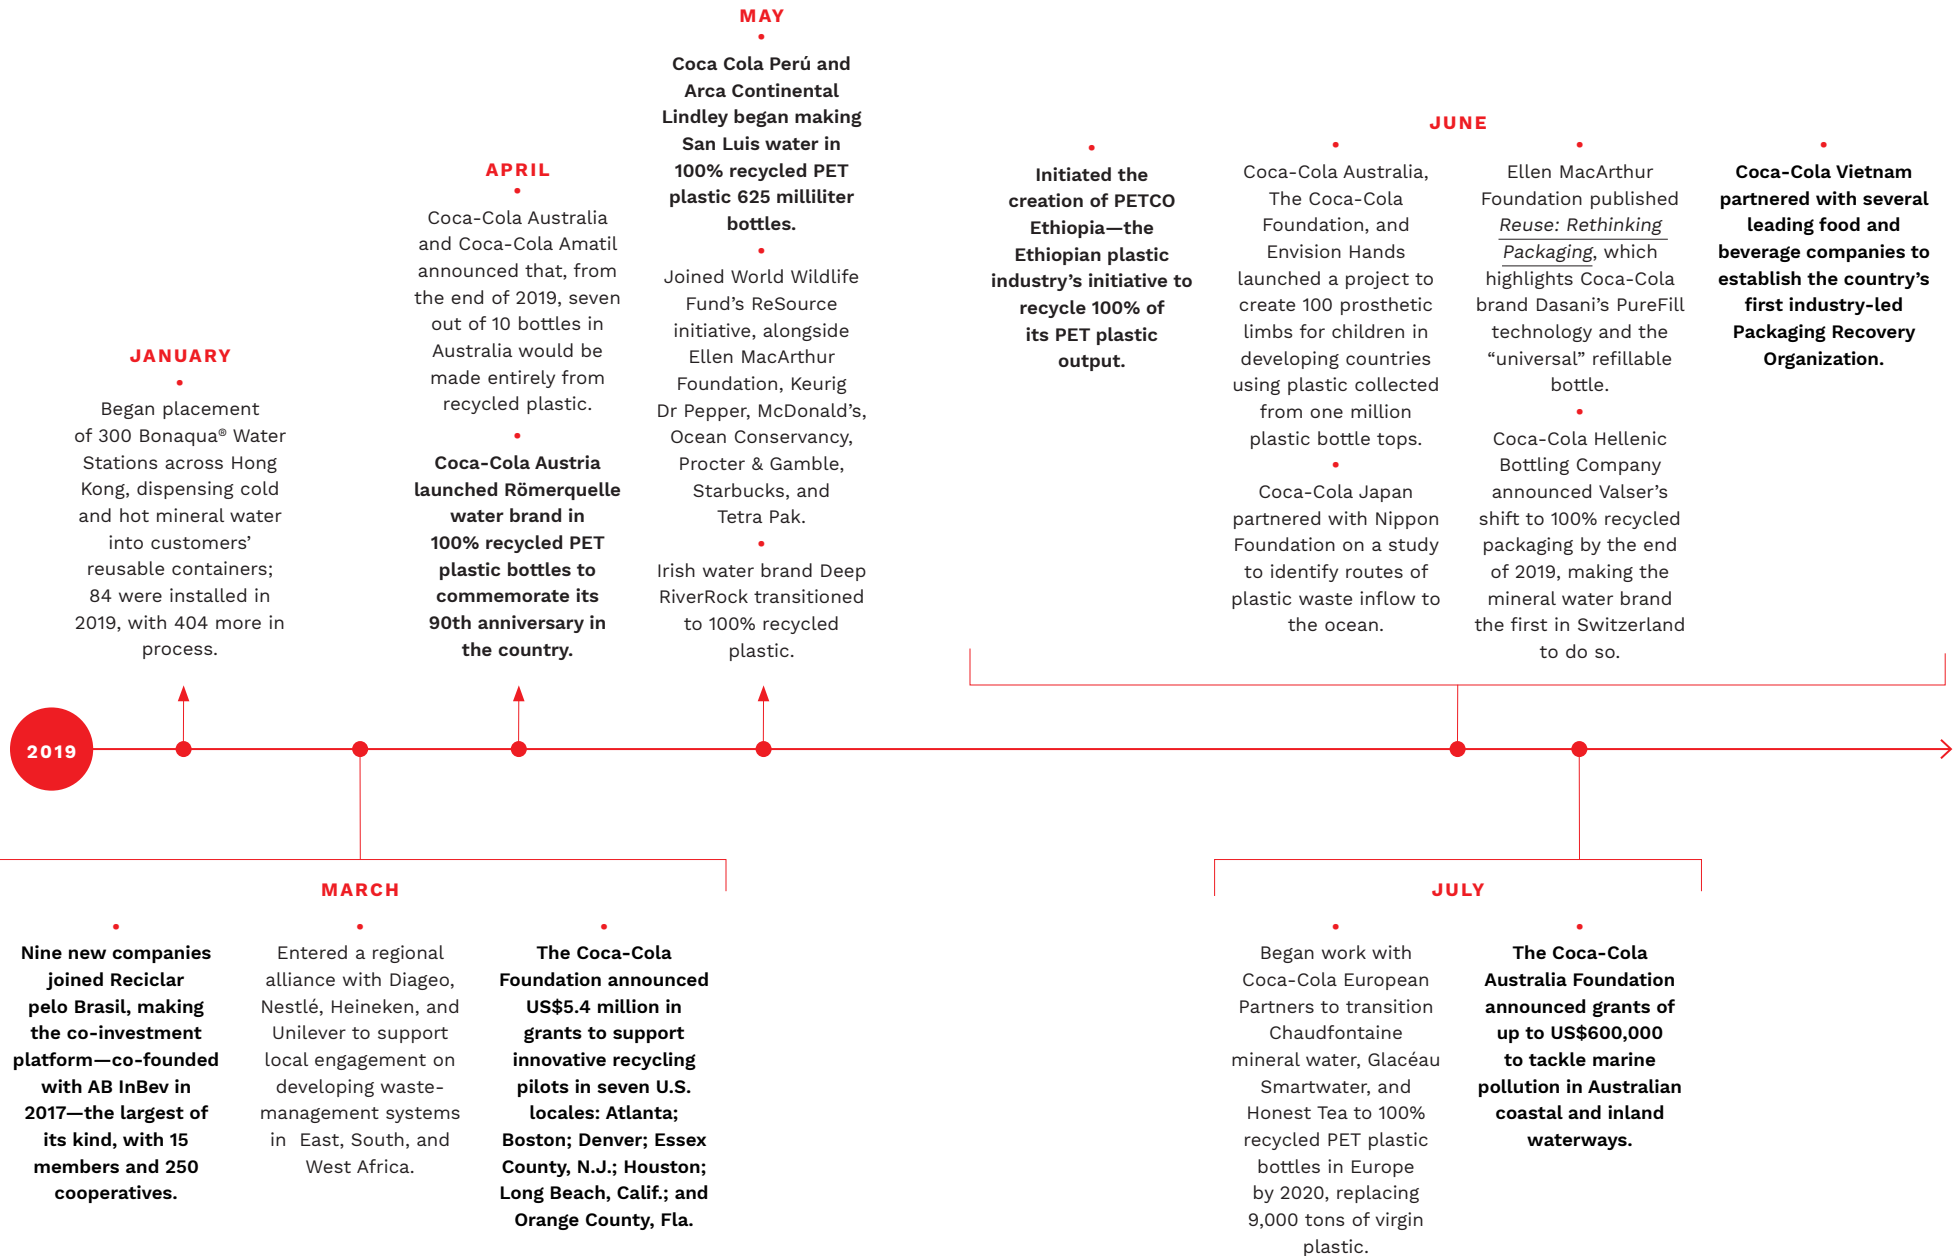 MAY
Coca Cola Perú and
Arca Continental
Lindley began making
San Luis water in
100% recycled PET
plastic 625 milliliter
bottles.
Joined World Wildlife
Fund’s ReSource
initiative, alongside
Ellen MacArthur
Foundation, Keurig
Dr Pepper, McDonald’s,
Ocean Conservancy,
Procter & Gamble,
Starbucks, and
Tetra Pak.
Irish water brand Deep
RiverRock transitioned
to 100% recycled
plastic.
APRIL
Coca-Cola Australia
and Coca-Cola Amatil
announced that, from
the end of 2019, seven
out of 10 bottles in
Australia would be
made entirely from
recycled plastic.
Coca-Cola Austria
launched Römerquelle
water brand in
100% recycled PET
plastic bottles to
commemorate its
90th anniversary in
the country.
JANUARY
Began placement
of 300 Bonaqua® Water
Stations across Hong
Kong, dispensing cold
and hot mineral water
into customers’
reusable containers;
84 were installed in
2019, with 404 more in
process.
JUNE
Initiated the
creation of PETCO
Ethiopia—the
Ethiopian plastic
industry’s initiative to
recycle 100% of
its PET plastic
output.
Coca-Cola Australia,
The Coca-Cola
Foundation, and
Envision Hands
launched a project to
create 100 prosthetic
limbs for children in
developing countries
using plastic collected
from one million
plastic bottle tops.
Coca-Cola Japan
partnered with Nippon
Foundation on a study
to identify routes of
plastic waste inflow to
the ocean.
Ellen MacArthur
Foundation published
Reuse: Rethinking
Packaging, which
highlights Coca-Cola
brand Dasani’s PureFill
technology and the
“universal” refillable
bottle.
Coca-Cola Hellenic
Bottling Company
announced Valser’s
shift to 100% recycled
packaging by the end
of 2019, making the
mineral water brand
the first in Switzerland
to do so.
Coca-Cola Vietnam
partnered with several
leading food and
beverage companies to
establish the country’s
first industry-led
Packaging Recovery
Organization.
2019
MARCH
Nine new companies
joined Reciclar
pelo Brasil, making
the co-investment
platform—co-founded
with AB InBev in
2017—the largest of
its kind, with 15
members and 250
cooperatives.
Entered a regional
alliance with Diageo,
Nestlé, Heineken, and
Unilever to support
local engagement on
developing waste-
management systems
in East, South, and
West Africa.
The Coca-Cola
Foundation announced
US$5.4 million in
grants to support
innovative recycling
pilots in seven U.S.
locales: Atlanta;
Boston; Denver; Essex
County, N.J.; Houston;
Long Beach, Calif.; and
Orange County, Fla.
JULY
Began work with
Coca-Cola European
Partners to transition
Chaudfontaine
mineral water, Glacéau
Smartwater, and
Honest Tea to 100%
recycled PET plastic
bottles in Europe
by 2020, replacing
9,000 tons of virgin
plastic.
The Coca-Cola
Australia Foundation
announced grants of
up to US$600,000
to tackle marine
pollution in Australian
coastal and inland
waterways.